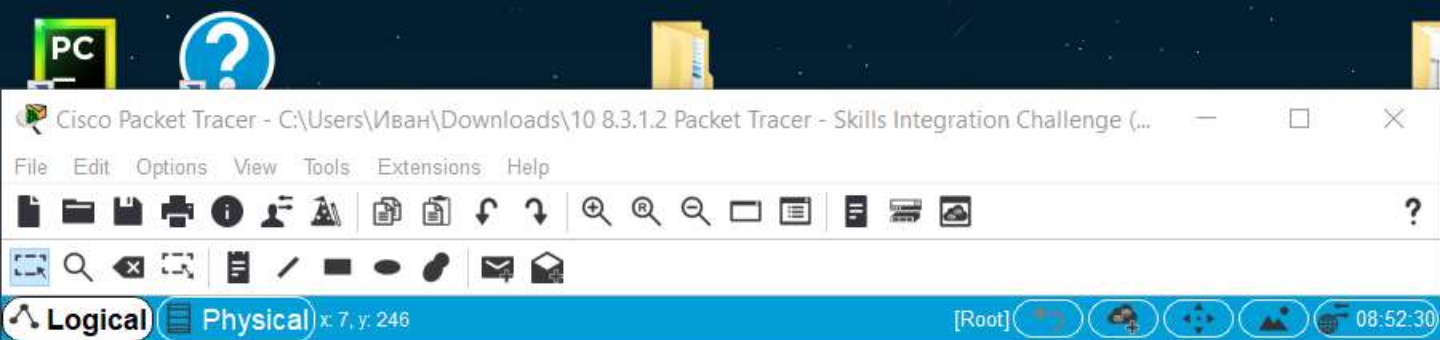 PC
Cisco Packet Tracer - C:\Users\Иван\Downloads\10 8.3.1.2 Packet Tracer - Skills Integration Challenge (...
File Edit Options View Tools Extensions Help
Logical Physical x: 7, y: 246 [Root] 08:52:30